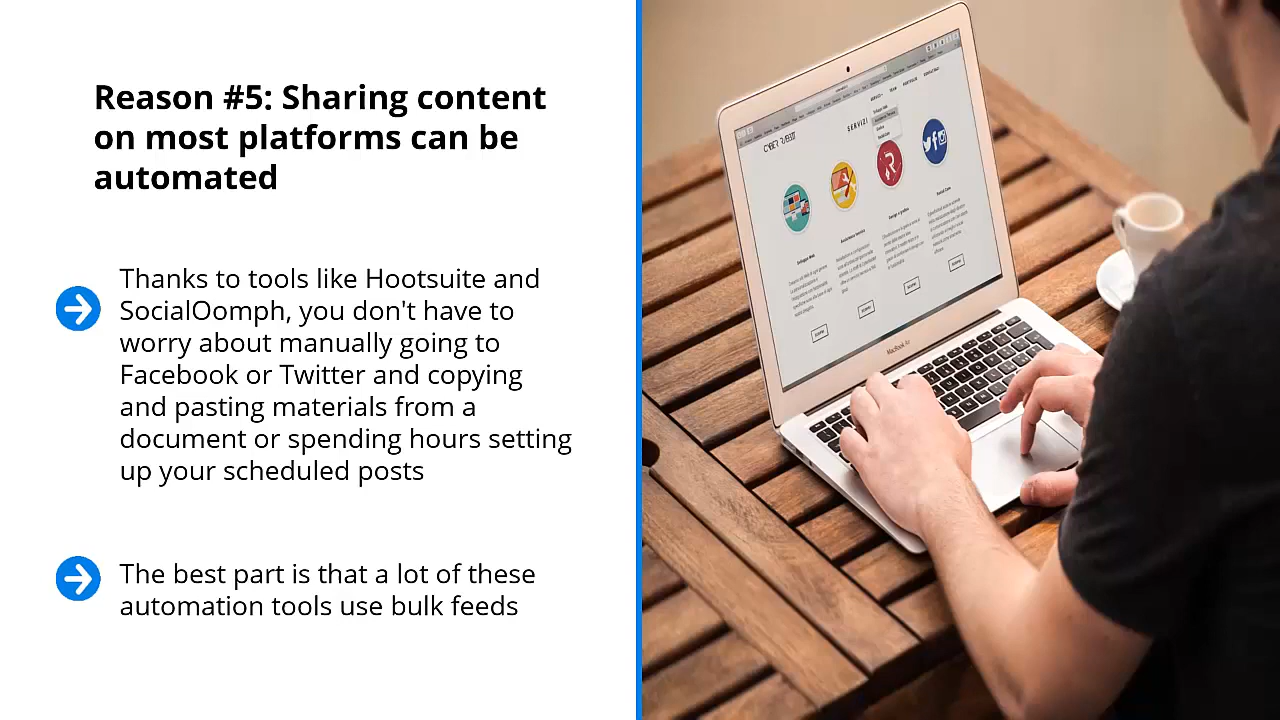 Reason #5: Sharing content
on most platforms can be
automated
Thanks to tools like Hootsuite and
SocialOomph, you don't have to
worry about manually going to
Facebook or Twitter and copying
and pasting materials from a
document or spending hours setting
up your scheduled posts
The best part is that a lot of these
automation tools use bulk feeds
SERVIZI
MacBook Air